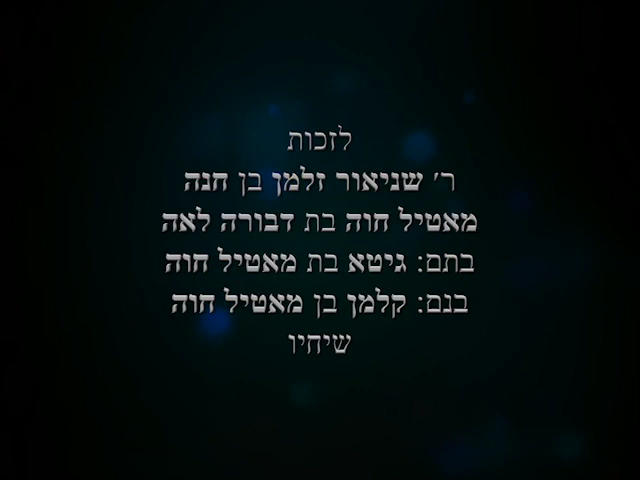 לזכות
ר' שניאור זלמן בן חנה
מאטיל חוה בת דבורה לאה
בתם: גיטא בת מאטיל חוה
בנם: קלמן בן מאטיל חוה
שיחיו